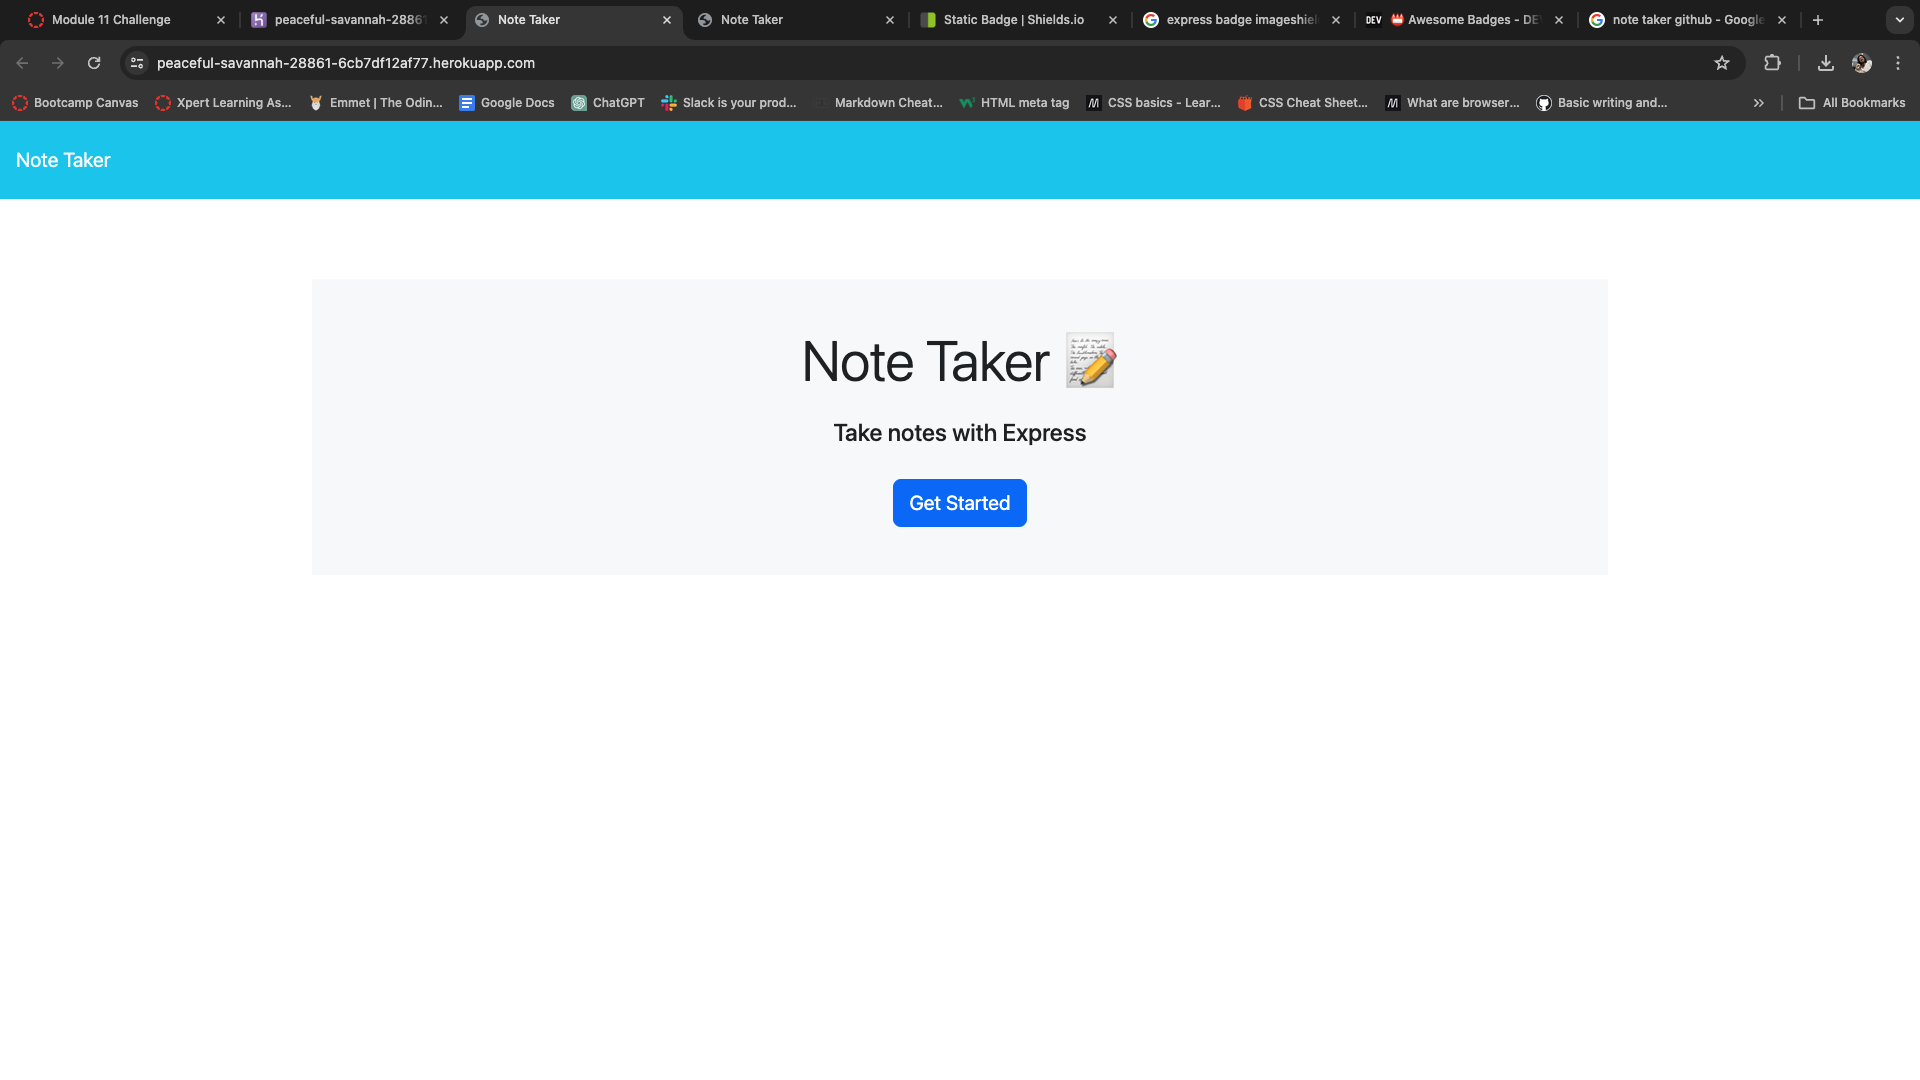 Module 11 Challenge
peaceful-savannah-28861
Note Taker
Note Taker
Static Badge | Shields.io
express badge imageshiel
DEV Awesome Badges - DE
note taker github - Google
peaceful-savannah-28861-6cb7df12af77.herokuapp.com
Bootcamp Canvas
Xpert Learning As...
Emmet | The Odin...
Google Docs
ChatGPT
Slack is your prod...
Markdown Cheat...
HTML meta tag
CSS basics - Lear...
CSS Cheat Sheet...
What are browser...
Basic writing and...
All Bookmarks
Note Taker
Note Taker
Take notes with Express
Get Started